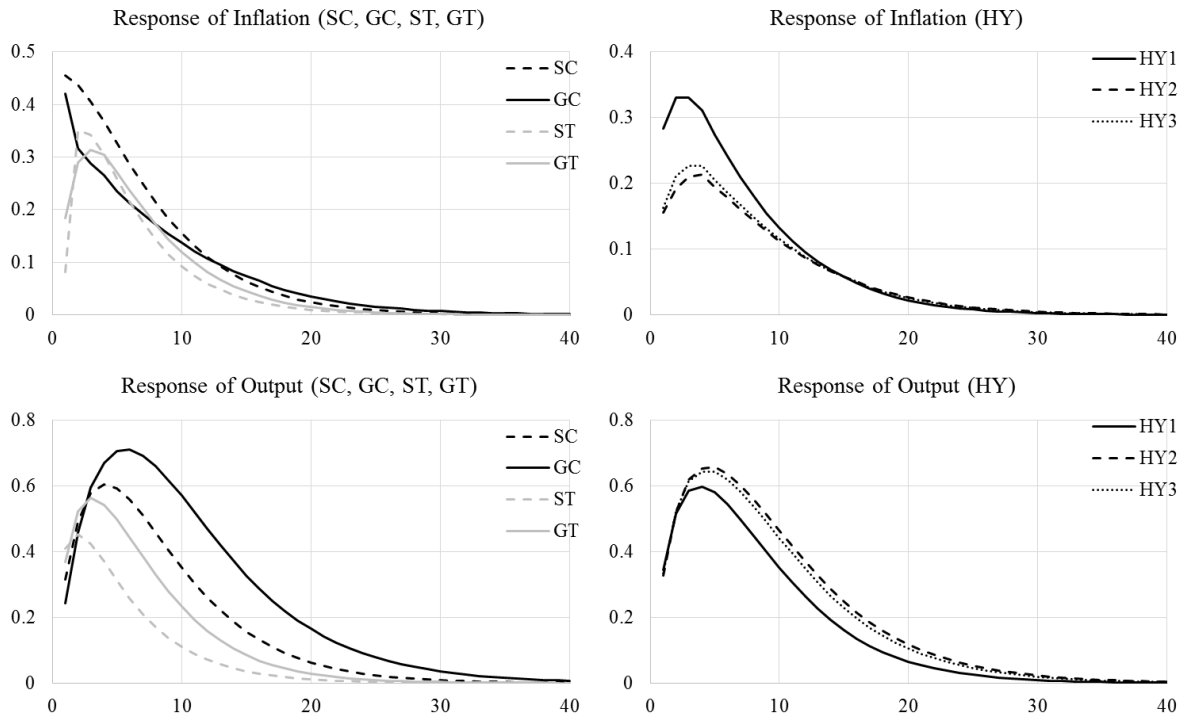 Response of Inflation (SC, GC, ST, GT)
0.5
0.4
0.3
0.2
0.1
0
0 10 20 30 40
SC
GC
ST
GT
Response of Inflation (HY)
0.4
0.3
0.2
0.1
0
0 10 20 30 40
HY1
HY2
HY3
Response of Output (SC, GC, ST, GT)
0.8
0.6
0.4
0.2
0
0 10 20 30 40
SC
GC
ST
GT
Response of Output (HY)
0.8
0.6
0.4
0.2
0
0 10 20 30 40
HY1
HY2
HY3